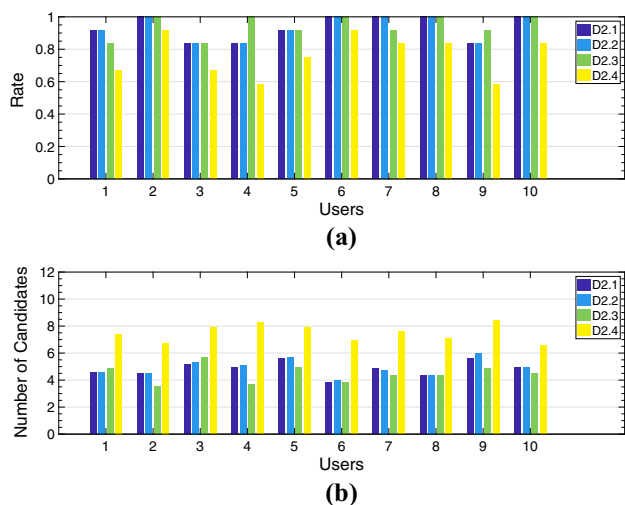 1
0.8
0.6
0.4
0.2
0
Rate
D2.1
D2.2
D2.3
D2.4
1 2 3 4 5 6 7 8 9 10
Users
(a)
12
10
8
6
4
2
0
Number of Candidates
D2.1
D2.2
D2.3
D2.4
1 2 3 4 5 6 7 8 9 10
Users
(b)